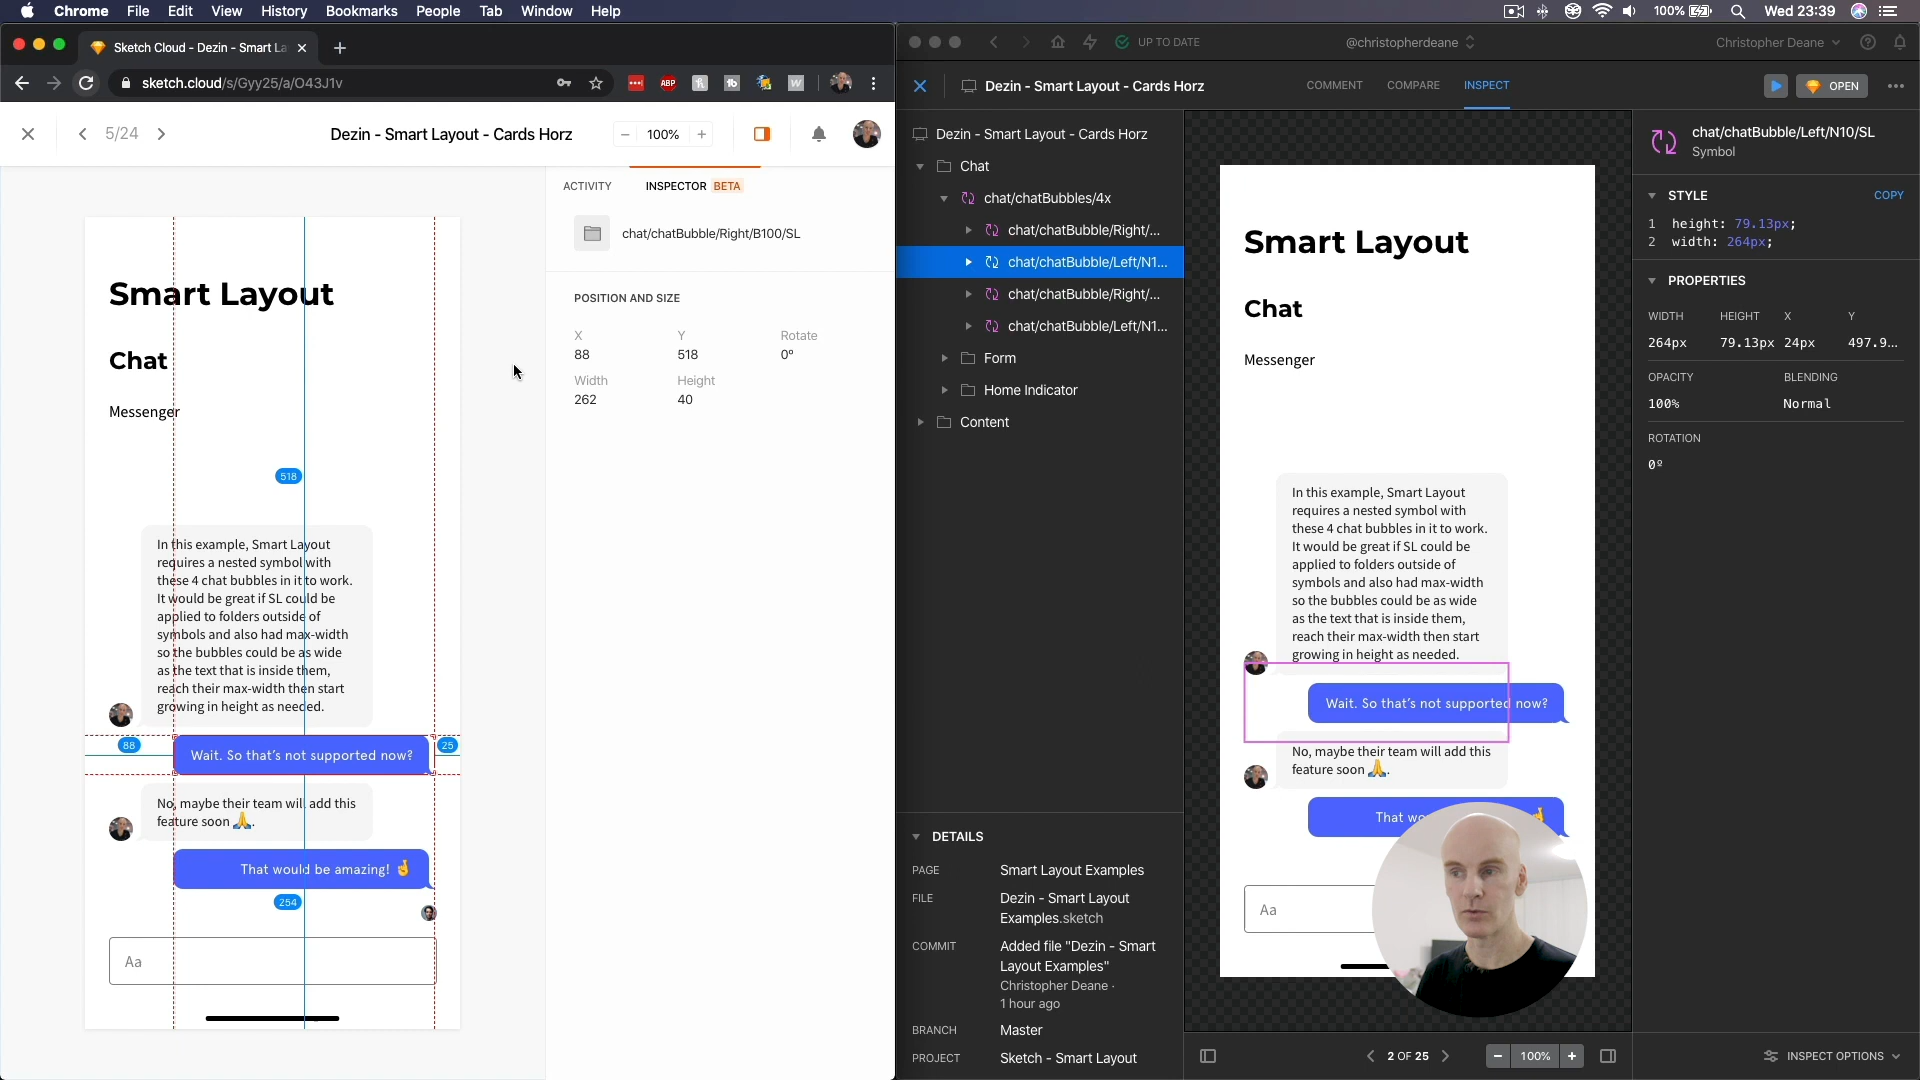 Chrome File Edit View History Bookmarks People Tab Window Help
100% Wed 23:39
Sketch Cloud - Dezin - Smart La
sketch.cloud/s/Gyy25/a/O43J1v
ABP
W
5/24
Dezin - Smart Layout - Cards Horz
100%
ACTIVITY
INSPECTOR BETA
chat/chatBubble/Right/B100/SL
POSITION AND SIZE
X Y Rotate
88 518 0º
Width Height
262 40
Smart Layout
Chat
Messenger
518
In this example, Smart Layout
requires a nested symbol with
these 4 chat bubbles in it to work.
It would be great if SL could be
applied to folders outside of
symbols and also had max-width
so the bubbles could be as wide
as the text that is inside them,
reach their max-width then start
growing in height as needed.
88
25
Wait. So that's not supported now?
No, maybe their team will add this
feature soon 🙏.
That would be amazing! 🤞
254
Aa
UP TO DATE
@christopherdeane
Christopher Deane
Dezin - Smart Layout - Cards Horz
COMMENT COMPARE INSPECT
OPEN
Dezin - Smart Layout - Cards Horz
Chat
chat/chatBubbles/4x
chat/chatBubble/Right/...
chat/chatBubble/Left/N1...
chat/chatBubble/Right/...
chat/chatBubble/Left/N1...
Form
Home Indicator
Content
DETAILS
PAGE Smart Layout Examples
FILE Dezin - Smart Layout
Examples.sketch
COMMIT Added file "Dezin - Smart
Layout Examples"
Christopher Deane ·
1 hour ago
BRANCH Master
PROJECT Sketch - Smart Layout
Smart Layout
Chat
Messenger
In this example, Smart Layout
requires a nested symbol with
these 4 chat bubbles in it to work.
It would be great if SL could be
applied to folders outside of
symbols and also had max-width
so the bubbles could be as wide
as the text that is inside them,
reach their max-width then start
growing in height as needed.
Wait. So that's not supported now?
No, maybe their team will add this
feature soon 🙏.
That wo
Aa
2 OF 25
100%
chat/chatBubble/Left/N10/SL
Symbol
STYLE
COPY
1 height: 79.13px;
2 width: 264px;
PROPERTIES
WIDTH HEIGHT X Y
264px 79.13px 24px 497.9...
OPACITY BLENDING
100% Normal
ROTATION
0º
INSPECT OPTIONS